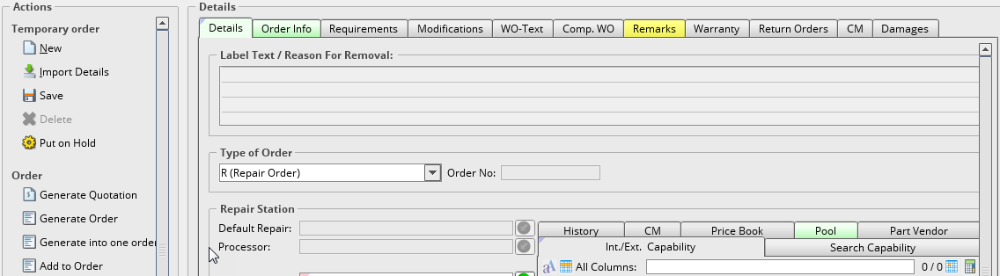 Actions
Temporary order
New
Import Details
Save
Delete
Put on Hold
Order
Generate Quotation
Generate Order
Generate into one order
Add to Order
Details
Details Order Info Requirements Modifications WO-Text Comp. WO Remarks Warranty Return Orders CM Damages
Label Text / Reason For Removal:
Type of Order
R (Repair Order) Order No:
Repair Station
Default Repair:
Processor:
History CM Price Book Pool Part Vendor
Int./Ext. Capability Search Capability
All Columns: 0 / 0